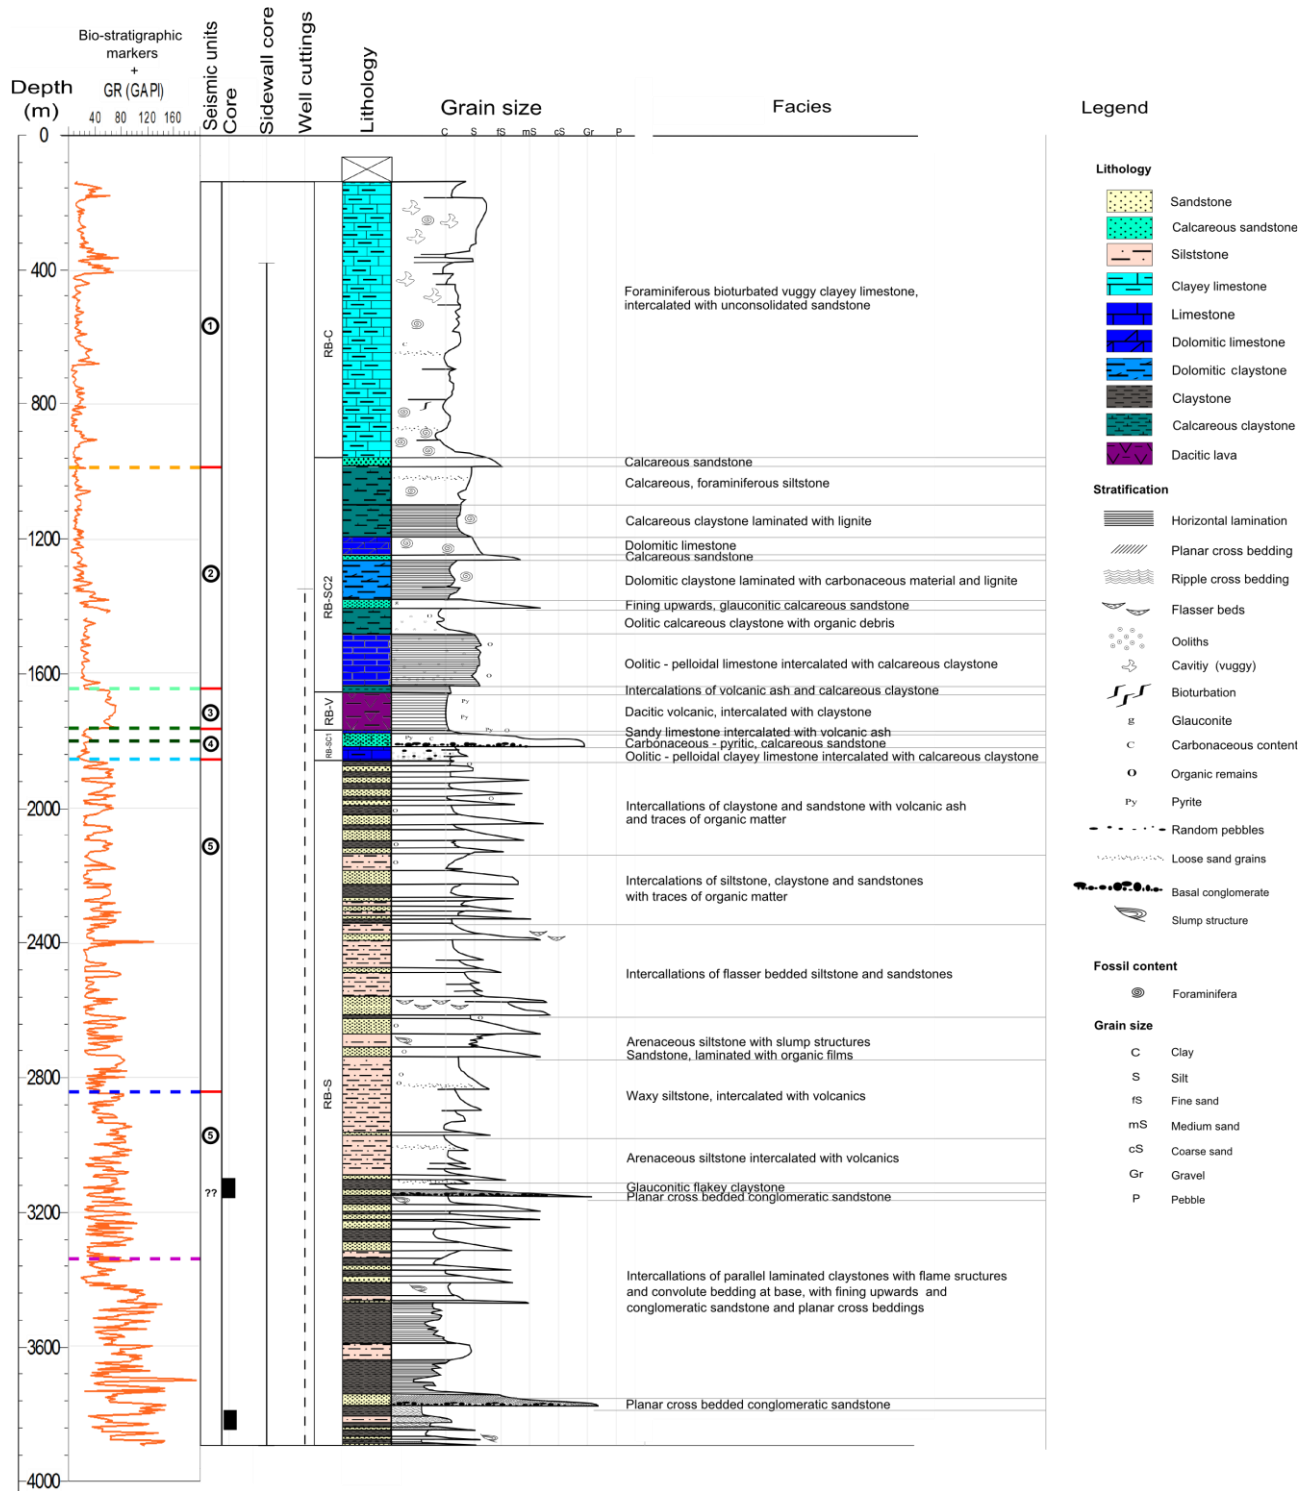 Bio-stratigraphic
markers
+
GR (GAPI)
Depth
(m)
40 80 120 160
Seismic units
Core
Sidewall core
Well cuttings
Lithology
Grain size
C S fS mS cS Gr P
Facies
Legend
0
400
800
1200
1600
2000
2400
2800
3200
3600
4000
1
2
3
4
5
5
??
RB-C
RB-SC2
RB-V
RB-SC1
RB-S
Foraminiferous bioturbated vuggy clayey limestone,
intercalated with unconsolidated sandstone
Calcareous sandstone
Calcareous, foraminiferous siltstone
Calcareous claystone laminated with lignite
Dolomitic limestone
Calcareous sandstone
Dolomitic claystone laminated with carbonaceous material and lignite
Fining upwards, glauconitic calcareous sandstone
Oolitic calcareous claystone with organic debris
Oolitic - pelloidal limestone intercalated with calcareous claystone
Intercalations of volcanic ash and calcareous claystone
Dacitic volcanic, intercalated with claystone
Sandy limestone intercalated with volcanic ash
Carbonaceous - pyritic, calcareous sandstone
Oolitic - pelloidal clayey limestone intercalated with calcareous claystone
Intercallations of claystone and sandstone with volcanic ash
and traces of organic matter
Intercalations of siltstone, claystone and sandstones
with traces of organic matter
Intercallations of flasser bedded siltstone and sandstones
Arenaceous siltstone with slump structures
Sandstone, laminated with organic films
Waxy siltstone, intercalated with volcanics
Arenaceous siltstone intercalated with volcanics
Glauconitic flakey claystone
Planar cross bedded conglomeratic sandstone
Intercallations of parallel laminated claystones with flame sructures
and convolute bedding at base, with fining upwards and
conglomeratic sandstone and planar cross beddings
Planar cross bedded conglomeratic sandstone
Lithology
Sandstone
Calcareous sandstone
Silststone
Clayey limestone
Limestone
Dolomitic limestone
Dolomitic claystone
Claystone
Calcareous claystone
Dacitic lava
Stratification
Horizontal lamination
Planar cross bedding
Ripple cross bedding
Flasser beds
Ooliths
Cavitiy (vuggy)
Bioturbation
g Glauconite
C Carbonaceous content
O Organic remains
Py Pyrite
Random pebbles
Loose sand grains
Basal conglomerate
Slump structure
Fossil content
Foraminifera
Grain size
C Clay
S Silt
fS Fine sand
mS Medium sand
cS Coarse sand
Gr Gravel
P Pebble